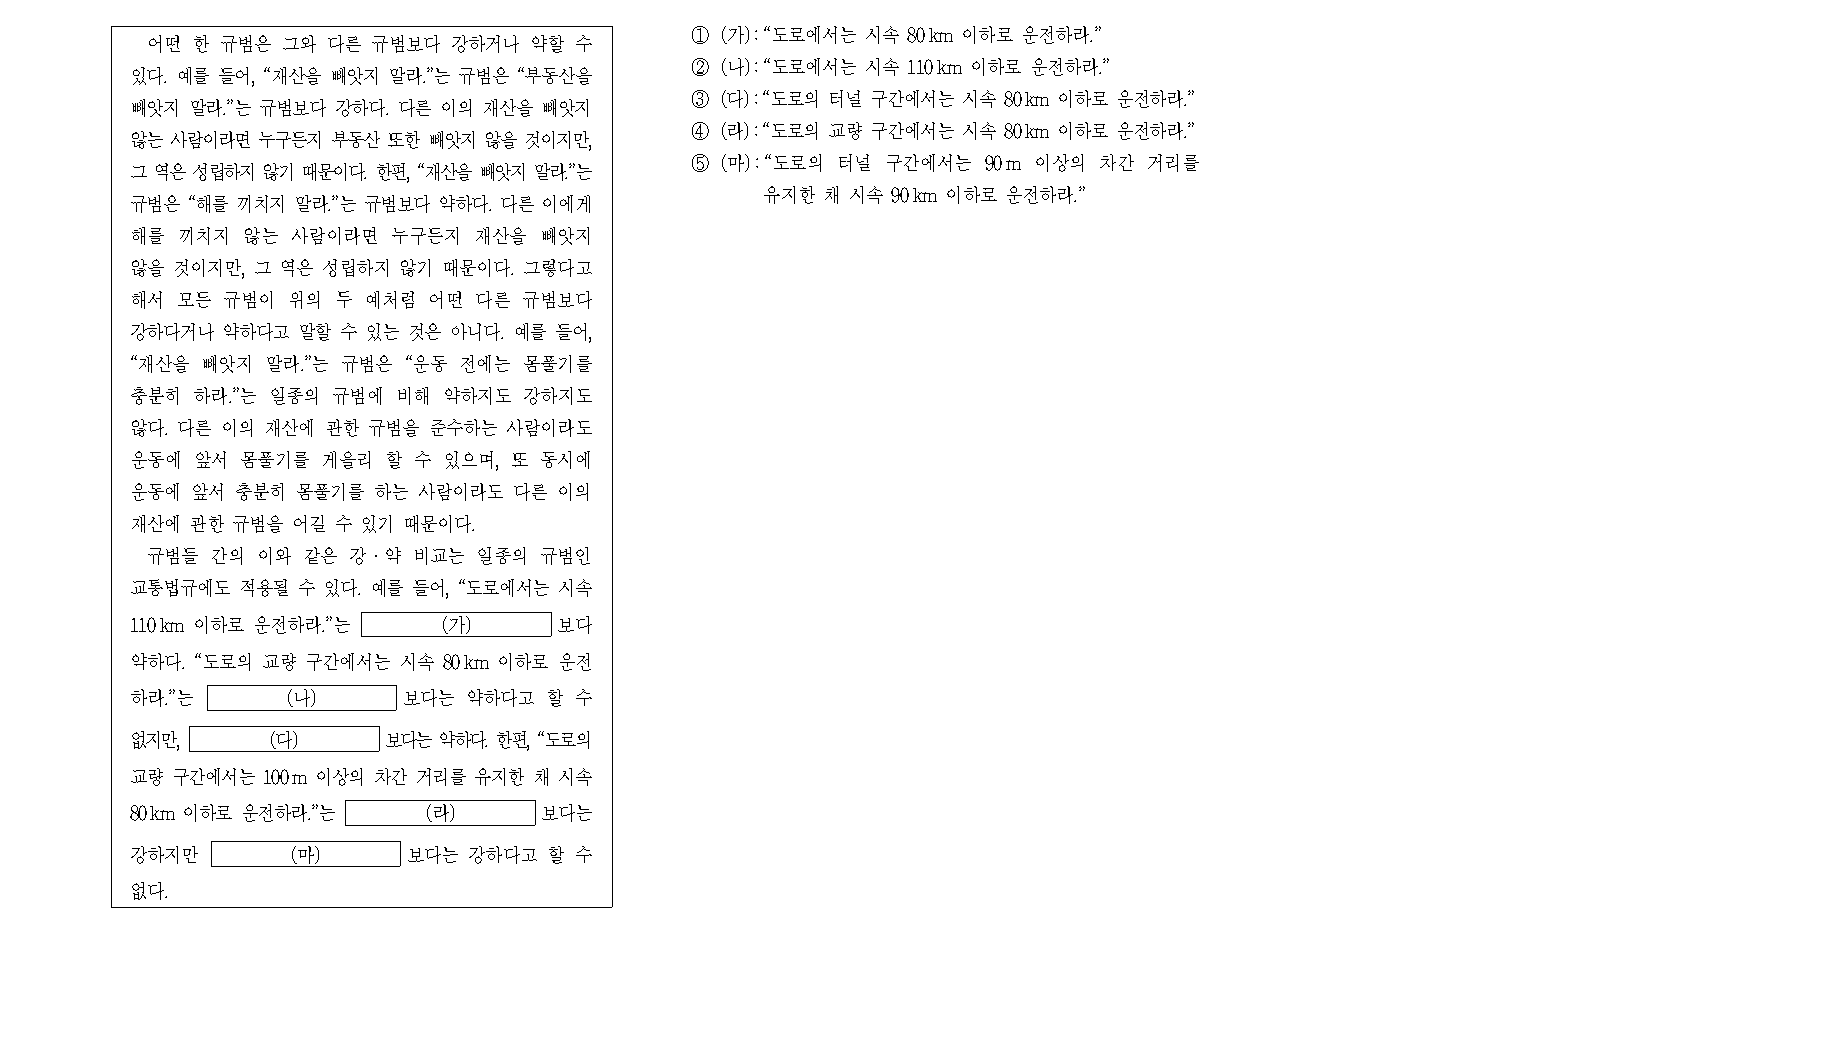 어떤 한 규범은 그와 다른 규범보다 강하거나 약할 수
있다. 예를 들어, “재산을 빼앗지 말라.”는 규범은 “부동산을
빼앗지 말라.”는 규범보다 강하다. 다른 이의 재산을 빼앗지
않는 사람이라면 누구든지 부동산 또한 빼앗지 않을 것이지만,
그 역은 성립하지 않기 때문이다. 한편, “재산을 빼앗지 말라.”는
규범은 “해를 끼치지 말라.”는 규범보다 약하다. 다른 이에게
해를 끼치지 않는 사람이라면 누구든지 재산을 빼앗지
않을 것이지만, 그 역은 성립하지 않기 때문이다. 그렇다고
해서 모든 규범이 위의 두 예처럼 어떤 다른 규범보다
강하다거나 약하다고 말할 수 있는 것은 아니다. 예를 들어,
“재산을 빼앗지 말라.”는 규범은 “운동 전에는 몸풀기를
충분히 하라.”는 일종의 규범에 비해 약하지도 강하지도
않다. 다른 이의 재산에 관한 규범을 준수하는 사람이라도
운동에 앞서 몸풀기를 게을리 할 수 있으며, 또 동시에
운동에 앞서 충분히 몸풀기를 하는 사람이라도 다른 이의
재산에 관한 규범을 어길 수 있기 때문이다.
규범들 간의 이와 같은 강·약 비교는 일종의 규범인
교통법규에도 적용될 수 있다. 예를 들어, “도로에서는 시속
110km 이하로 운전하라.”는 (가) 보다
약하다. “도로의 교량 구간에서는 시속 80km 이하로 운전
하라.”는 (나) 보다는 약하다고 할 수
없지만, (다) 보다는 약하다. 한편, “도로의
교량 구간에서는 100m 이상의 차간 거리를 유지한 채 시속
80km 이하로 운전하라.”는 (라) 보다는
강하지만 (마) 보다는 강하다고 할 수
없다.
① (가): “도로에서는 시속 80km 이하로 운전하라.”
② (나): “도로에서는 시속 110km 이하로 운전하라.”
③ (다): “도로의 터널 구간에서는 시속 80km 이하로 운전하라.”
④ (라): “도로의 교량 구간에서는 시속 80km 이하로 운전하라.”
⑤ (마): “도로의 터널 구간에서는 90m 이상의 차간 거리를
유지한 채 시속 90km 이하로 운전하라.”